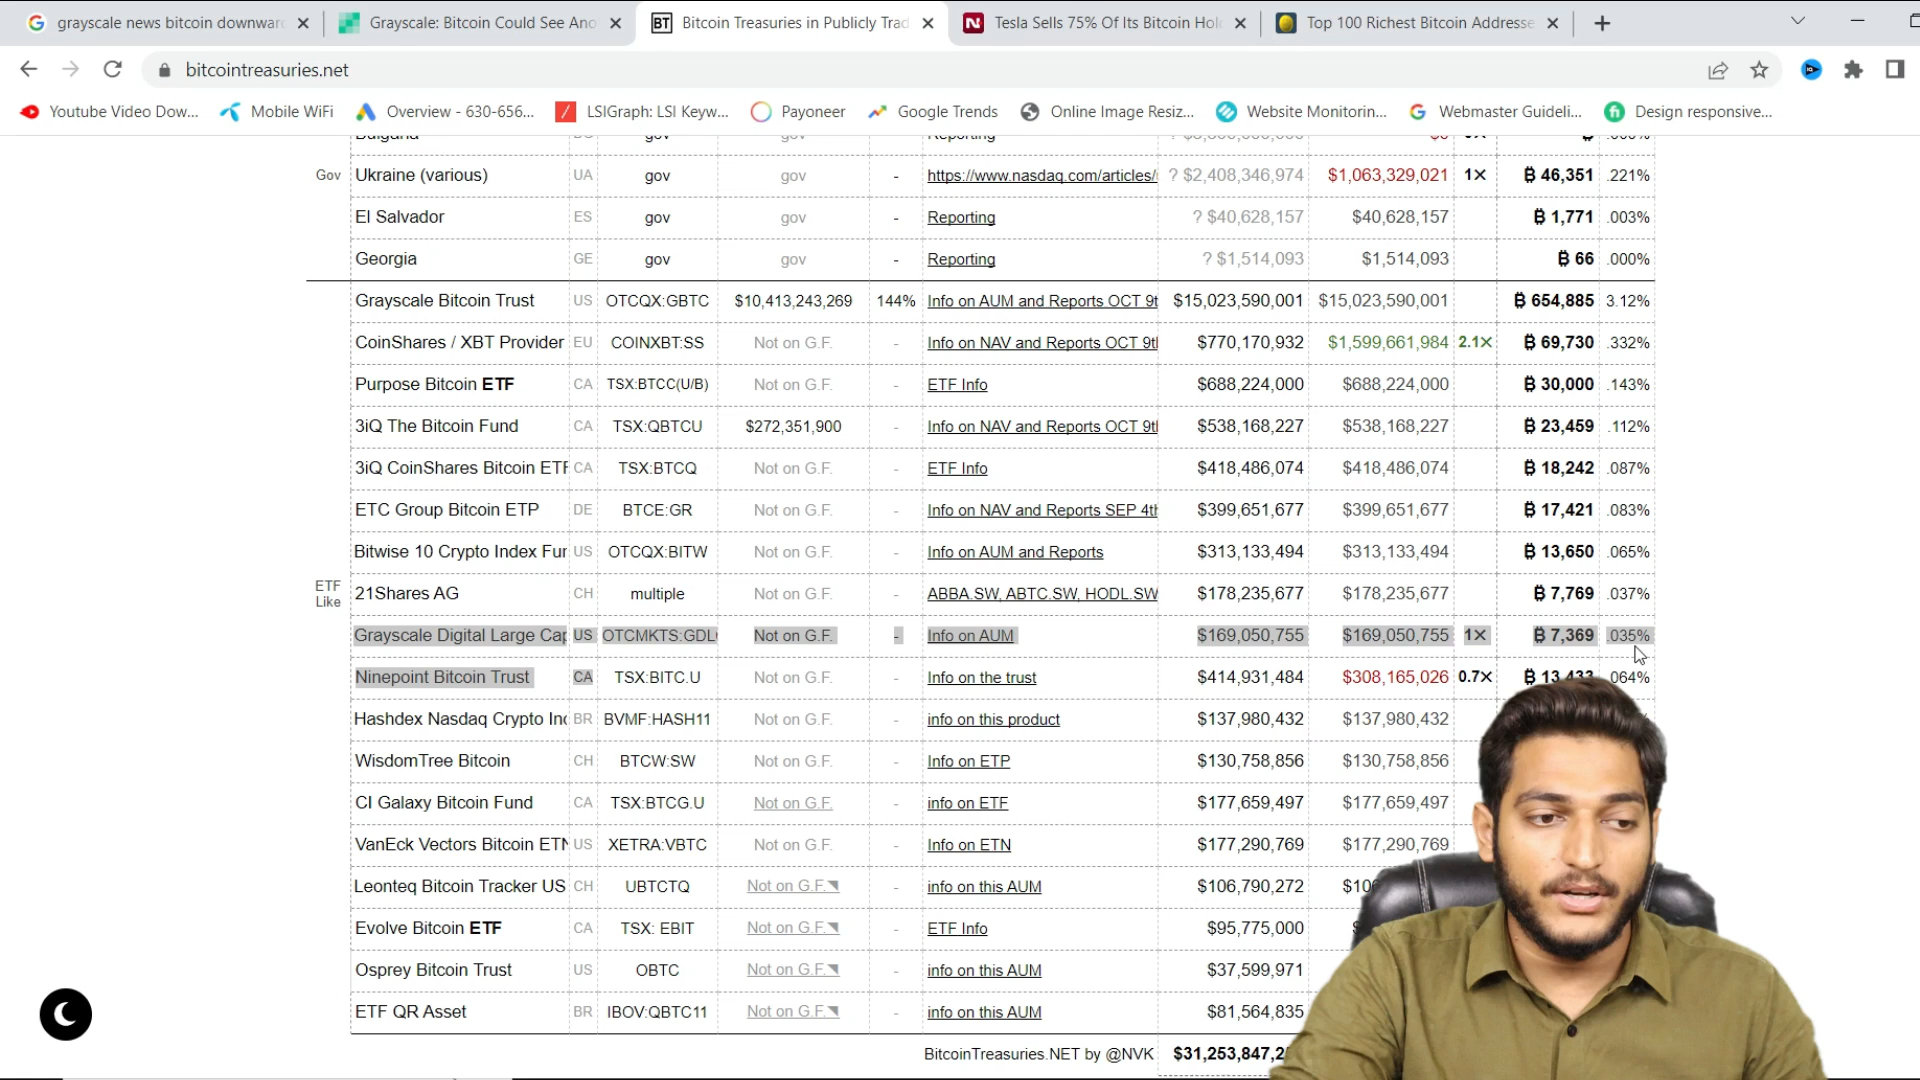 grayscale news bitcoin downward
Grayscale: Bitcoin Could See Ano
Bitcoin Treasuries in Publicly Trad
Tesla Sells 75% Of Its Bitcoin Hol
Top 100 Richest Bitcoin Addresse
bitcointreasuries.net
Youtube Video Dow... Mobile WiFi Overview - 630-656... LSIGraph: LSI Keyw... Payoneer Google Trends Online Image Resiz... Website Monitorin... Webmaster Guideli... Design responsive...
Bulgaria gov gov Reporting
Gov Ukraine (various) UA gov gov - https://www.nasdaq.com/articles/ ? $2,408,346,974 $1,063,329,021 1× ₿ 46,351 .221%
El Salvador ES gov gov - Reporting ? $40,628,157 $40,628,157 ₿ 1,771 .003%
Georgia GE gov gov - Reporting ? $1,514,093 $1,514,093 ₿ 66 .000%
Grayscale Bitcoin Trust US OTCQX:GBTC $10,413,243,269 144% Info on AUM and Reports OCT 9t $15,023,590,001 $15,023,590,001 ₿ 654,885 3.12%
CoinShares / XBT Provider EU COINXBT:SS Not on G.F. - Info on NAV and Reports OCT 9tl $770,170,932 $1,599,661,984 2.1× ₿ 69,730 .332%
Purpose Bitcoin ETF CA TSX:BTCC(U/B) Not on G.F. - ETF Info $688,224,000 $688,224,000 ₿ 30,000 .143%
3iQ The Bitcoin Fund CA TSX:QBTCU $272,351,900 - Info on NAV and Reports OCT 9tl $538,168,227 $538,168,227 ₿ 23,459 .112%
3iQ CoinShares Bitcoin ETF CA TSX:BTCQ Not on G.F. - ETF Info $418,486,074 $418,486,074 ₿ 18,242 .087%
ETC Group Bitcoin ETP DE BTCE:GR Not on G.F. - Info on NAV and Reports SEP 4tl $399,651,677 $399,651,677 ₿ 17,421 .083%
Bitwise 10 Crypto Index Fur US OTCQX:BITW Not on G.F. - Info on AUM and Reports $313,133,494 $313,133,494 ₿ 13,650 .065%
ETF Like 21Shares AG CH multiple Not on G.F. - ABBA.SW, ABTC.SW, HODL.SW $178,235,677 $178,235,677 ₿ 7,769 .037%
Grayscale Digital Large Cap US OTCMKTS:GDL Not on G.F. - Info on AUM $169,050,755 $169,050,755 1× ₿ 7,369 .035%
Ninepoint Bitcoin Trust CA TSX:BITC.U Not on G.F. - Info on the trust $414,931,484 $308,165,026 0.7× ₿ 13,433 .064%
Hashdex Nasdaq Crypto Inc BR BVMF:HASH11 Not on G.F. - info on this product $137,980,432 $137,980,432
WisdomTree Bitcoin CH BTCW:SW Not on G.F. - Info on ETP $130,758,856 $130,758,856
CI Galaxy Bitcoin Fund CA TSX:BTCG.U Not on G.F. - info on ETF $177,659,497 $177,659,497
VanEck Vectors Bitcoin ETN US XETRA:VBTC Not on G.F. - Info on ETN $177,290,769 $177,290,769
Leonteq Bitcoin Tracker US CH UBTCTQ Not on G.F. - info on this AUM $106,790,272 $106
Evolve Bitcoin ETF CA TSX: EBIT Not on G.F. - ETF Info $95,775,000
Osprey Bitcoin Trust US OBTC Not on G.F. - info on this AUM $37,599,971
ETF QR Asset BR IBOV:QBTC11 Not on G.F. - info on this AUM $81,564,835
BitcoinTreasuries.NET by @NVK $31,253,847,2